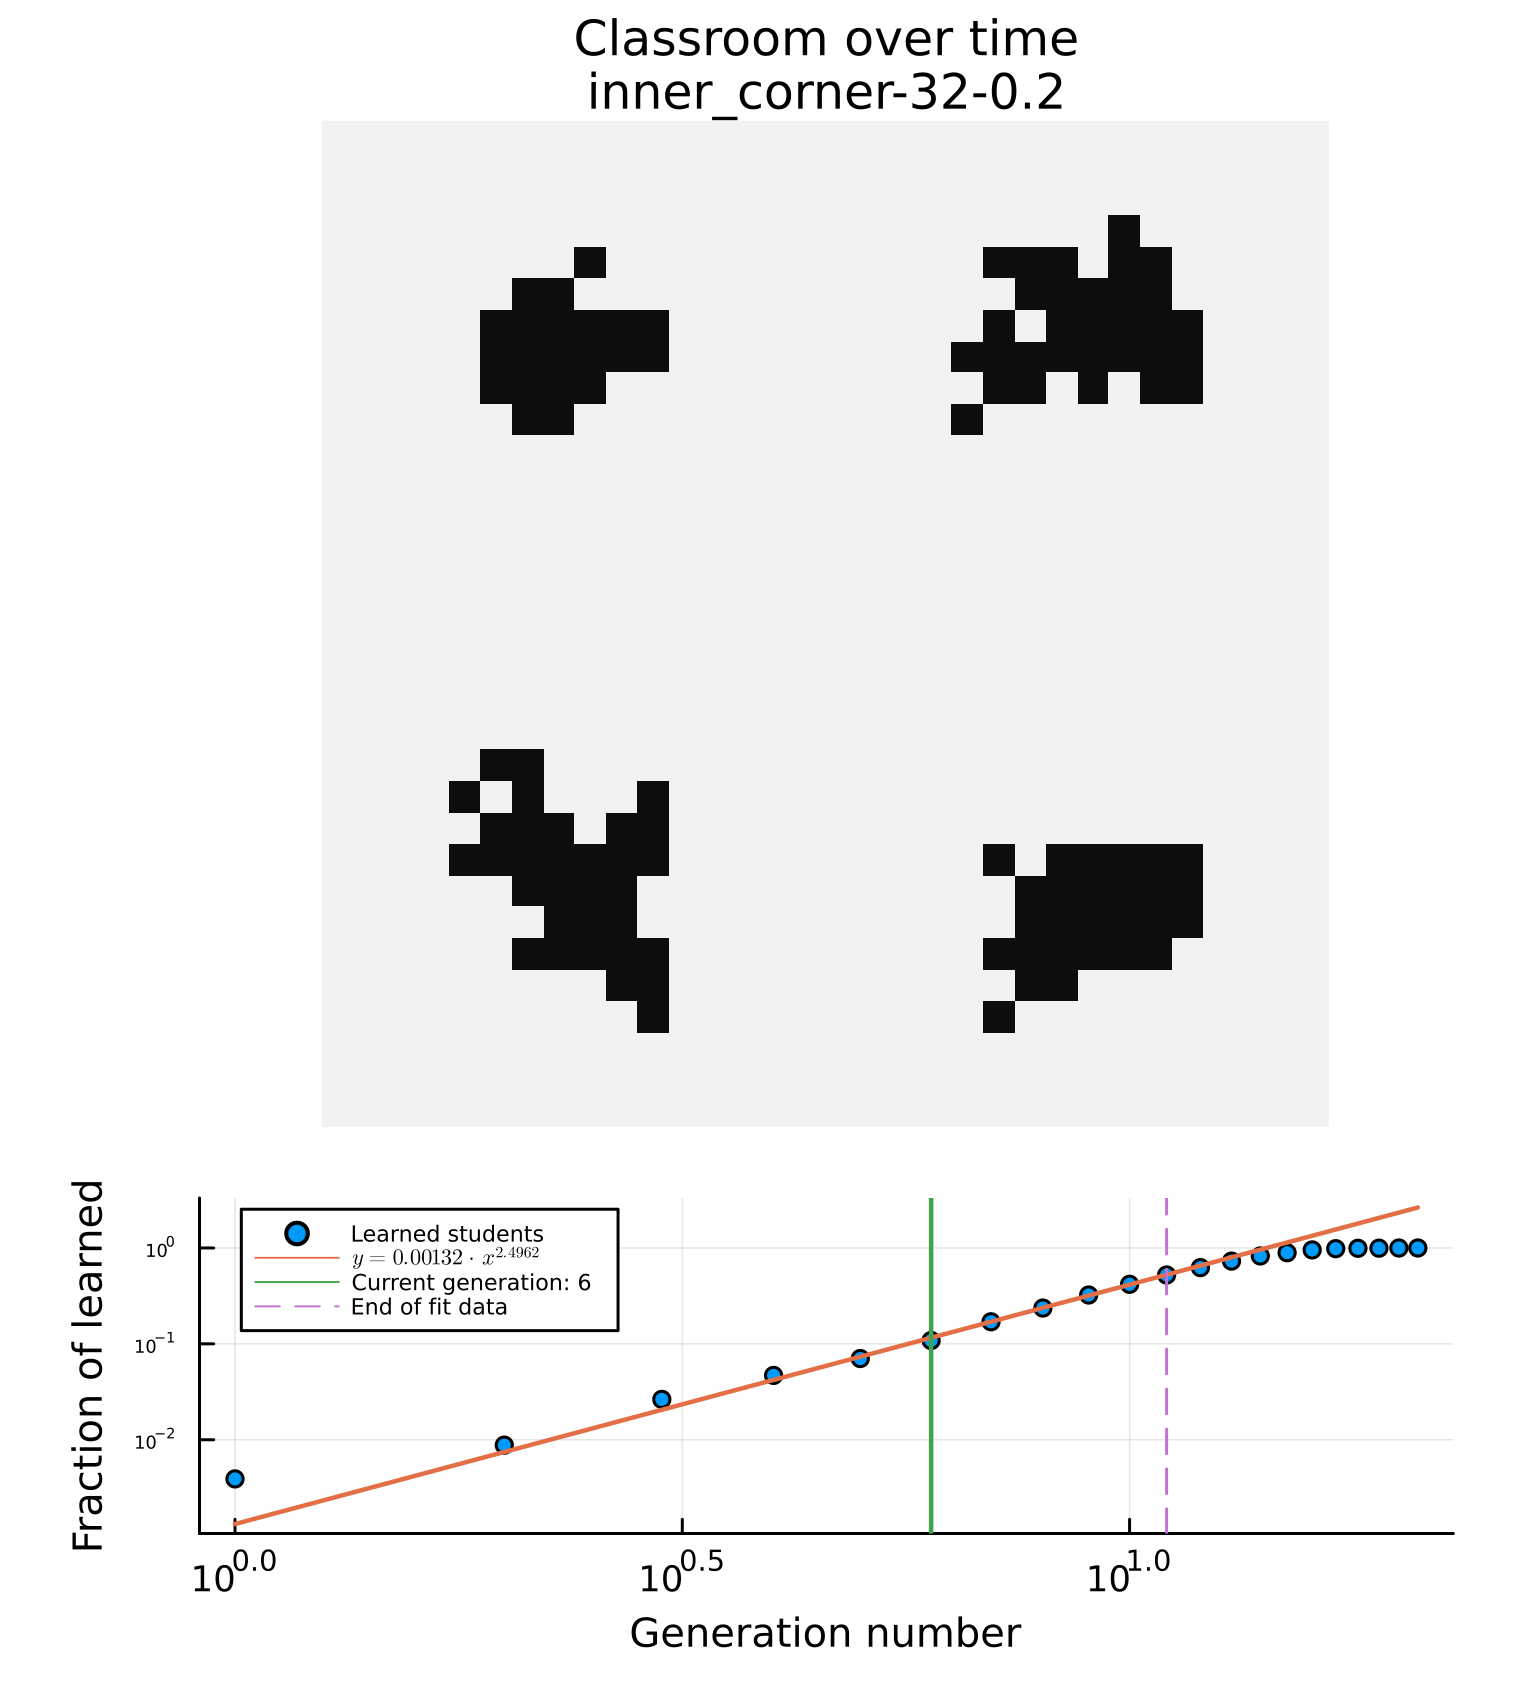 Classroom over time
inner_corner-32-0.2
Fraction of learned
10^0
10^−1
10^−2
Learned students
y = 0.00132 · x^2.4962
Current generation: 6
End of fit data
10^0.0 10^0.5 10^1.0
Generation number